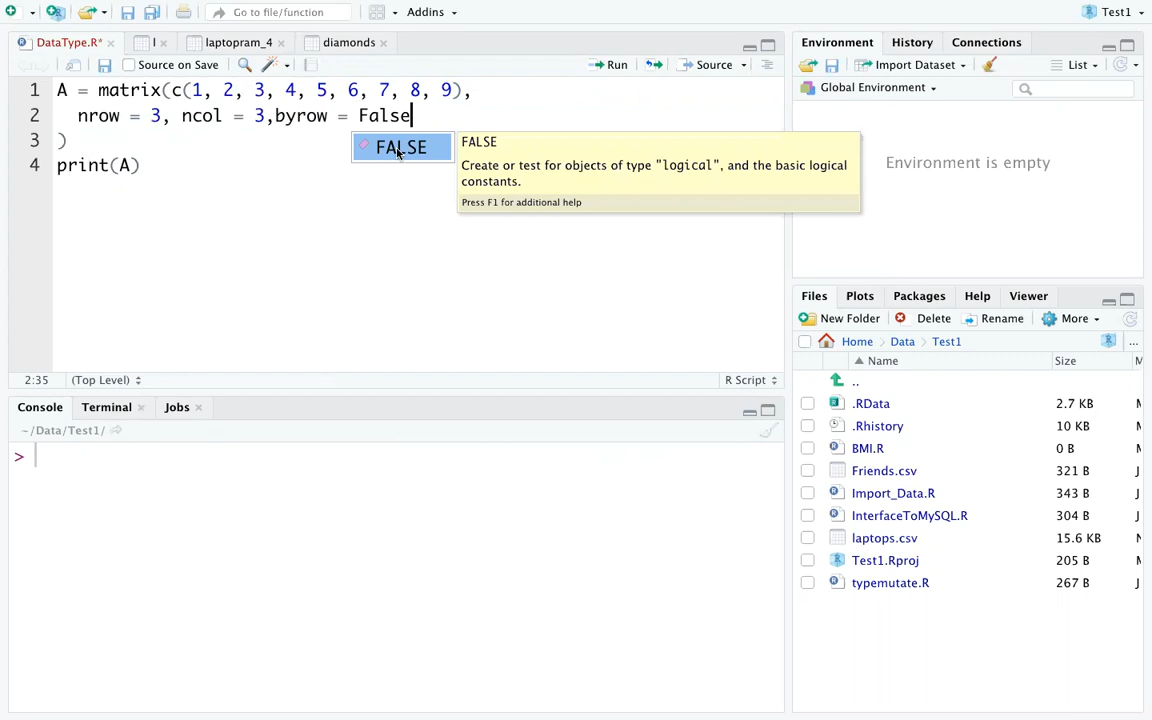 Go to file/function
Addins
Test1
DataType.R*
l
laptopram_4
diamonds
Source on Save
Run
Source
1 A = matrix(c(1, 2, 3, 4, 5, 6, 7, 8, 9),
2 nrow = 3, ncol = 3,byrow = False
3 )
4 print(A)
FALSE
FALSE
Create or test for objects of type "logical", and the basic logical
constants.
Press F1 for additional help
2:35
(Top Level)
R Script
Console
Terminal
Jobs
~/Data/Test1/
>
Environment
History
Connections
Import Dataset
List
Global Environment
Environment is empty
Files
Plots
Packages
Help
Viewer
New Folder
Delete
Rename
More
Home
Data
Test1
...
Name
Size
M
..
.RData 2.7 KB M
.Rhistory 10 KB M
BMI.R 0 B M
Friends.csv 321 B J
Import_Data.R 343 B J
InterfaceToMySQL.R 304 B J
laptops.csv 15.6 KB N
Test1.Rproj 205 B M
typemutate.R 267 B J